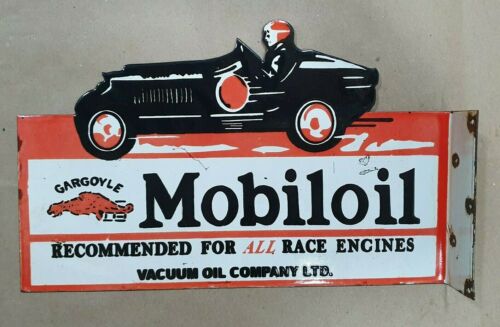 GARGOYLE
Mobiloil
RECOMMENDED FOR ALL RACE ENGINES
VACUUM OIL COMPANY LTD.